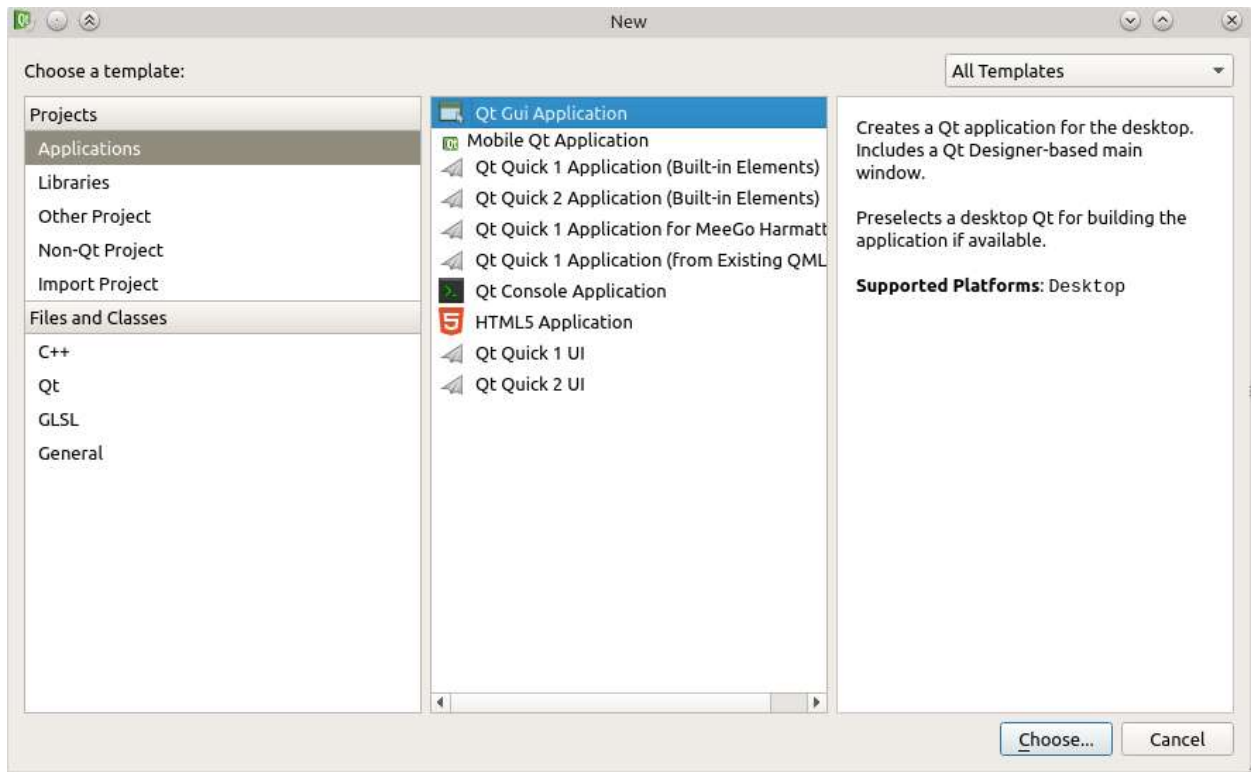 New
Choose a template:
All Templates
Projects
Applications
Libraries
Other Project
Non-Qt Project
Import Project
Files and Classes
C++
Qt
GLSL
General
Qt Gui Application
Mobile Qt Application
Qt Quick 1 Application (Built-in Elements)
Qt Quick 2 Application (Built-in Elements)
Qt Quick 1 Application for MeeGo Harmatt
Qt Quick 1 Application (from Existing QML
Qt Console Application
HTML5 Application
Qt Quick 1 UI
Qt Quick 2 UI
Creates a Qt application for the desktop.
Includes a Qt Designer-based main
window.
Preselects a desktop Qt for building the
application if available.
Supported Platforms: Desktop
Choose...
Cancel